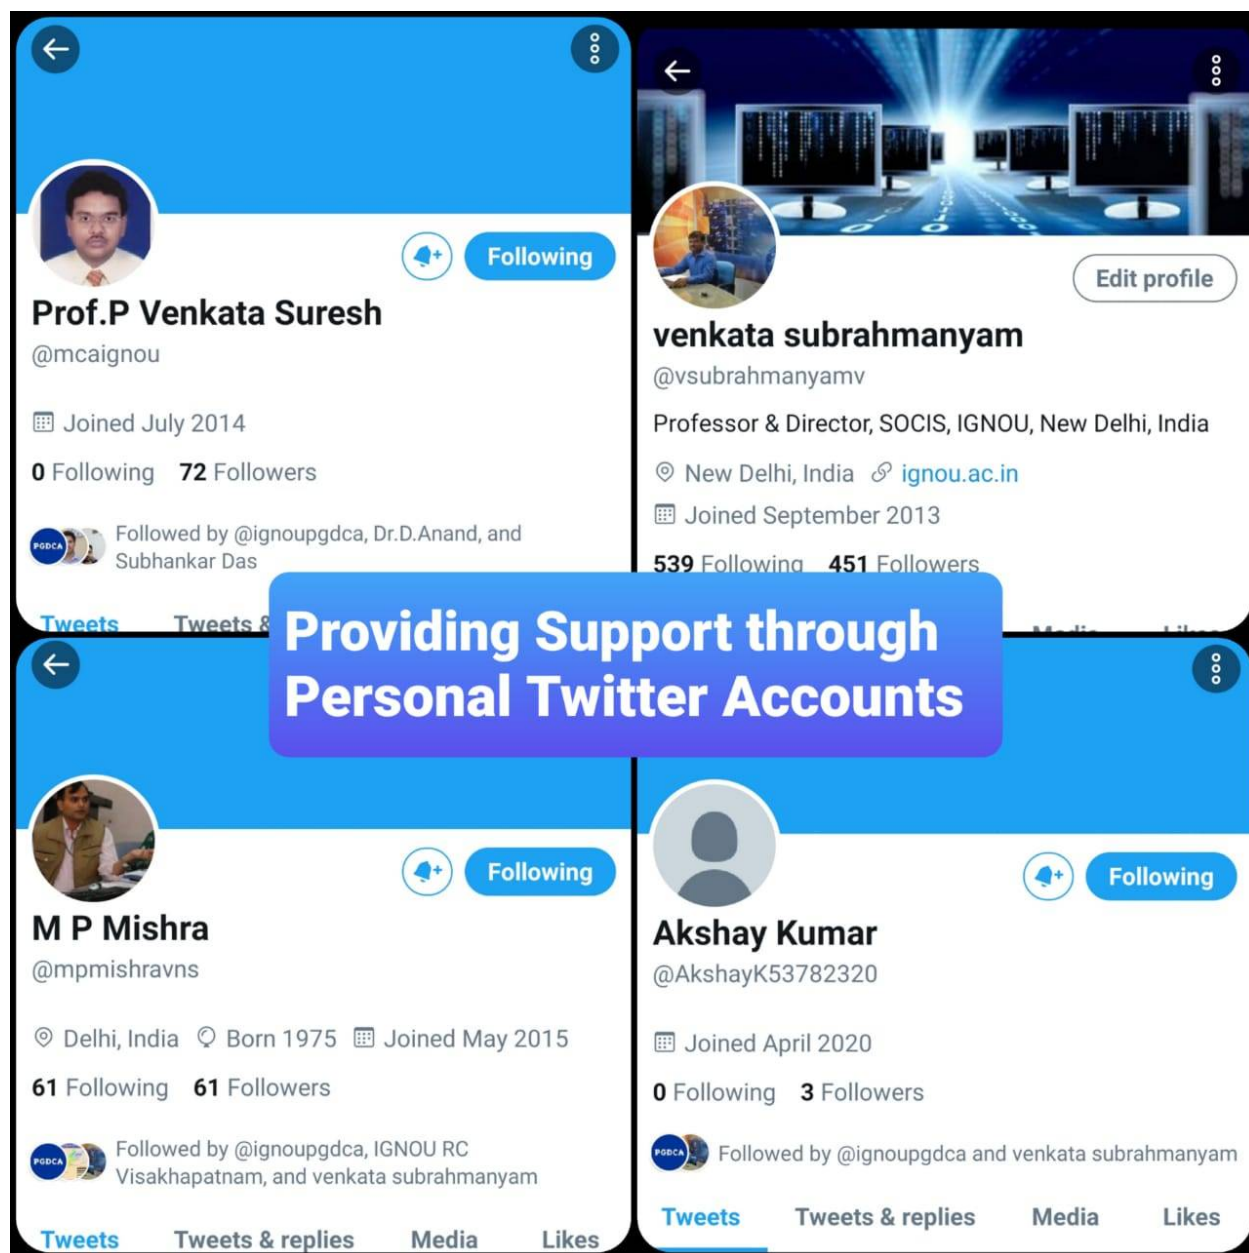 Following
Prof.P Venkata Suresh
@mcaignou
Joined July 2014
0 Following 72 Followers
PGDCA
Followed by @ignoupgdca, Dr.D.Anand, and
Subhankar Das
Tweets Tweets &
Edit profile
venkata subrahmanyam
@vsubrahmanyamv
Professor & Director, SOCIS, IGNOU, New Delhi, India
New Delhi, India ignou.ac.in
Joined September 2013
539 Following 451 Followers
Media Likes
Providing Support through
Personal Twitter Accounts
Following
M P Mishra
@mpmishravns
Delhi, India Born 1975 Joined May 2015
61 Following 61 Followers
PGDCA
Followed by @ignoupgdca, IGNOU RC
Visakhapatnam, and venkata subrahmanyam
Tweets Tweets & replies Media Likes
Following
Akshay Kumar
@AkshayK53782320
Joined April 2020
0 Following 3 Followers
PGDCA
Followed by @ignoupgdca and venkata subrahmanyam
Tweets Tweets & replies Media Likes